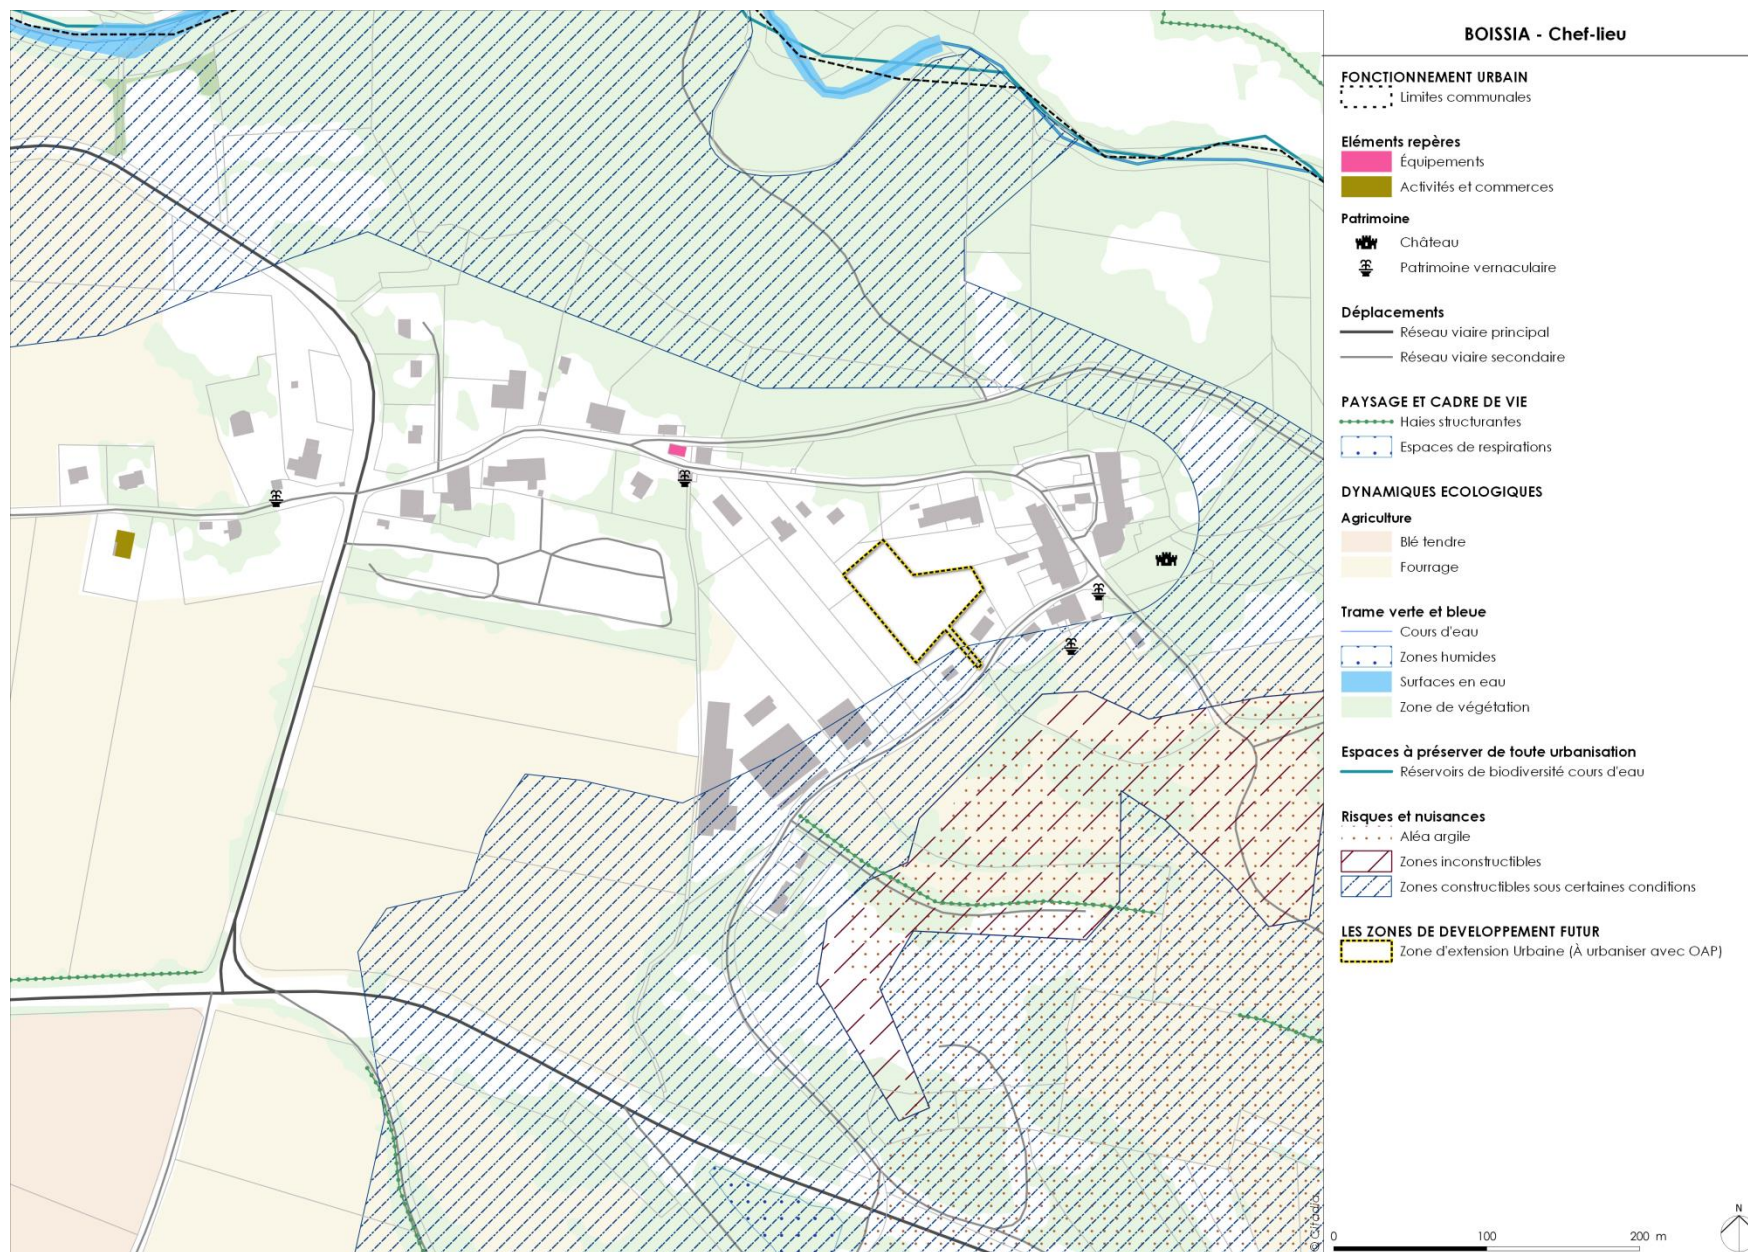 BOISSIA - Chef-lieu
FONCTIONNEMENT URBAIN
Limites communales
Eléments repères
Équipements
Activités et commerces
Patrimoine
Château
Patrimoine vernaculaire
Déplacements
Réseau viaire principal
Réseau viaire secondaire
PAYSAGE ET CADRE DE VIE
Haies structurantes
Espaces de respirations
DYNAMIQUES ECOLOGIQUES
Agriculture
Blé tendre
Fourrage
Trame verte et bleue
Cours d'eau
Zones humides
Surfaces en eau
Zone de végétation
Espaces à préserver de toute urbanisation
Réservoirs de biodiversité cours d'eau
Risques et nuisances
Aléa argile
Zones inconstructibles
Zones constructibles sous certaines conditions
LES ZONES DE DEVELOPPEMENT FUTUR
Zone d'extension Urbaine (À urbaniser avec OAP)
© Citadia
N
0 100 200 m